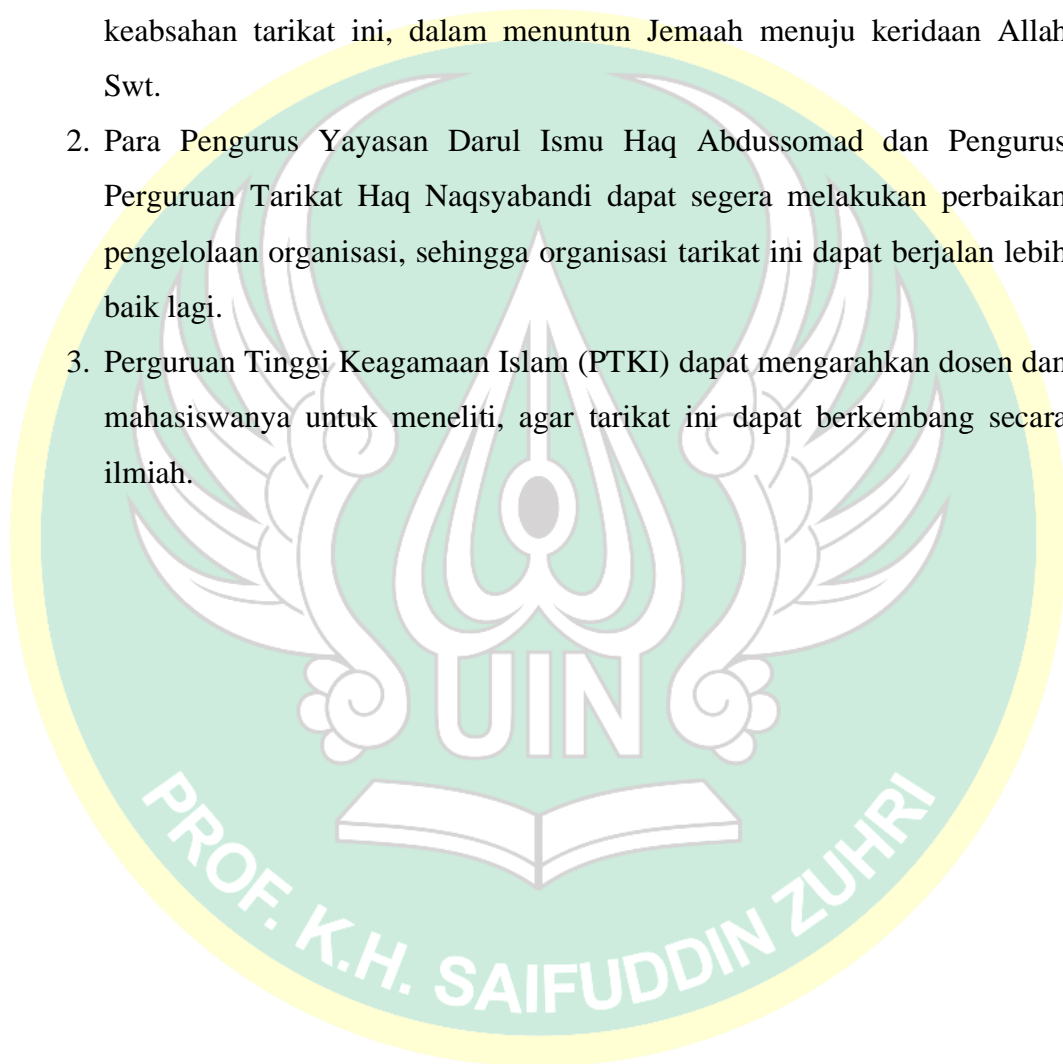 keabsahan tarikat ini, dalam menuntun Jemaah menuju keridaan Allah
Swt.
2. Para Pengurus Yayasan Darul Ismu Haq Abdussomad dan Pengurus
Perguruan Tarikat Haq Naqsyabandi dapat segera melakukan perbaikan
pengelolaan organisasi, sehingga organisasi tarikat ini dapat berjalan lebih
baik lagi.
3. Perguruan Tinggi Keagamaan Islam (PTKI) dapat mengarahkan dosen dan
mahasiswanya untuk meneliti, agar tarikat ini dapat berkembang secara
ilmiah.
UIN
PROF. K.H. SAIFUDDIN ZUHRI